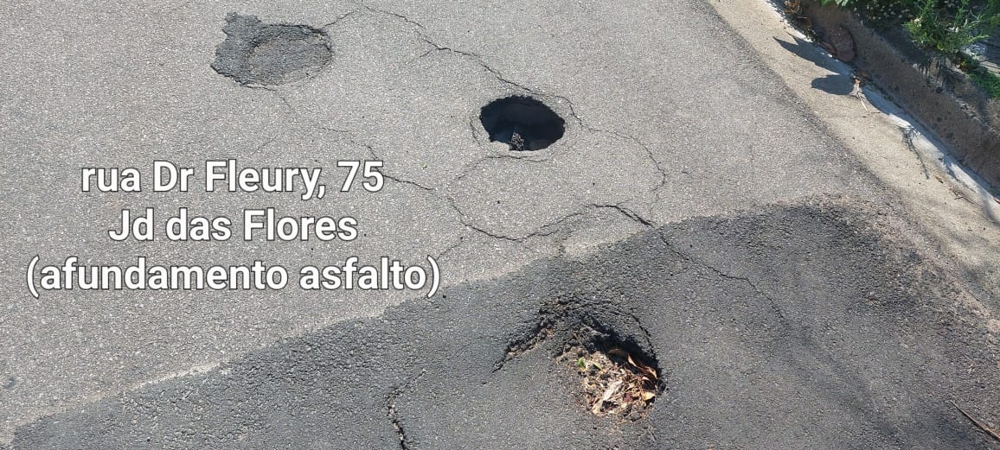 rua Dr Fleury, 75
Jd das Flores
(afundamento asfalto)